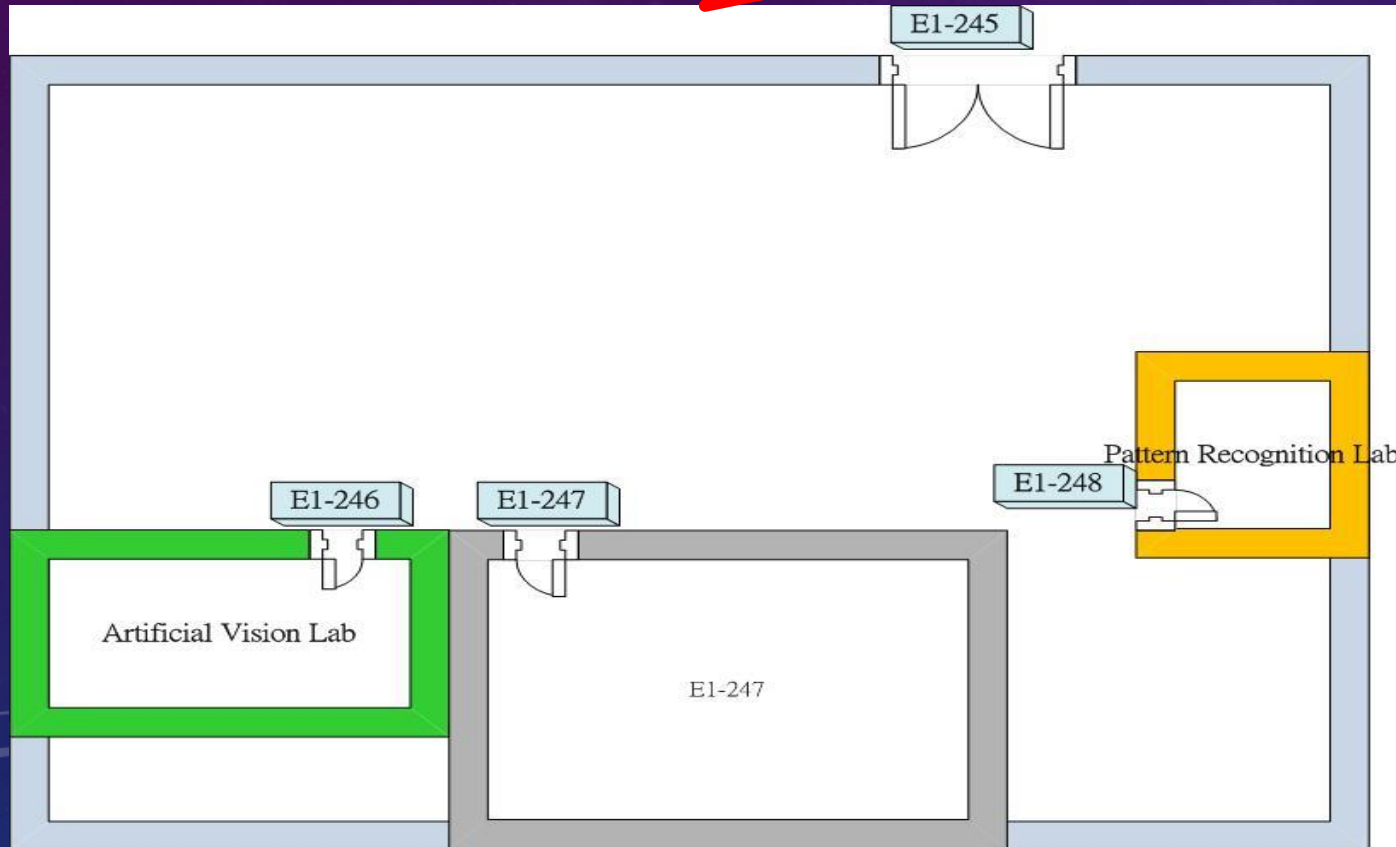 E1-245
Pattern Recognition Lab
E1-248
E1-246
E1-247
Artificial Vision Lab
E1-247